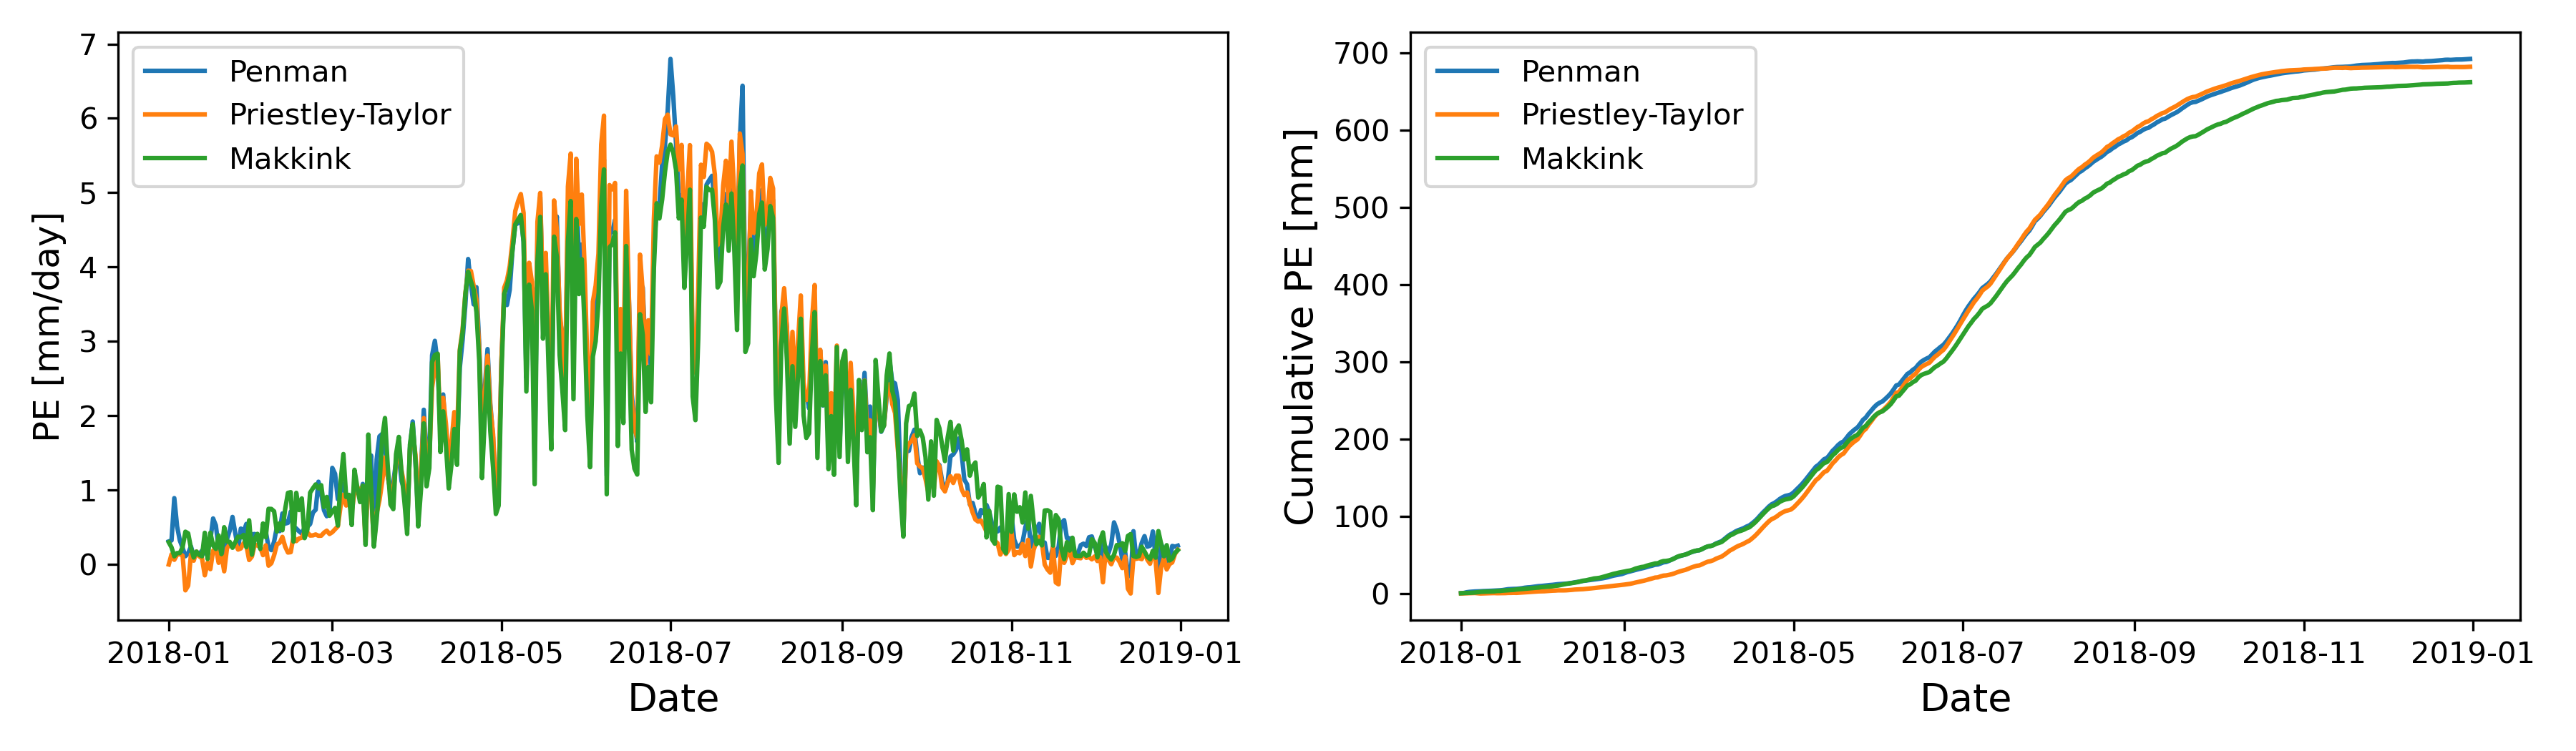 PE [mm/day]
7
6
5
4
3
2
1
0
Penman
Priestley-Taylor
Makkink
2018-01 2018-03 2018-05 2018-07 2018-09 2018-11 2019-01
Date
Cumulative PE [mm]
700
600
500
400
300
200
100
0
Penman
Priestley-Taylor
Makkink
2018-01 2018-03 2018-05 2018-07 2018-09 2018-11 2019-01
Date